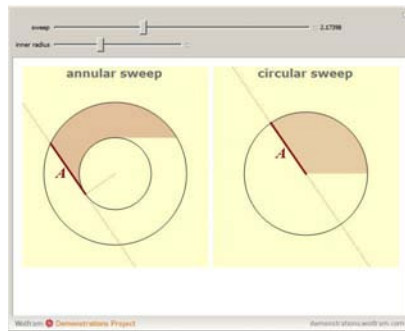 sweep 2.17398
inner radius
annular sweep circular sweep
A A
Wolfram Demonstrations Project demonstrations.wolfram.com